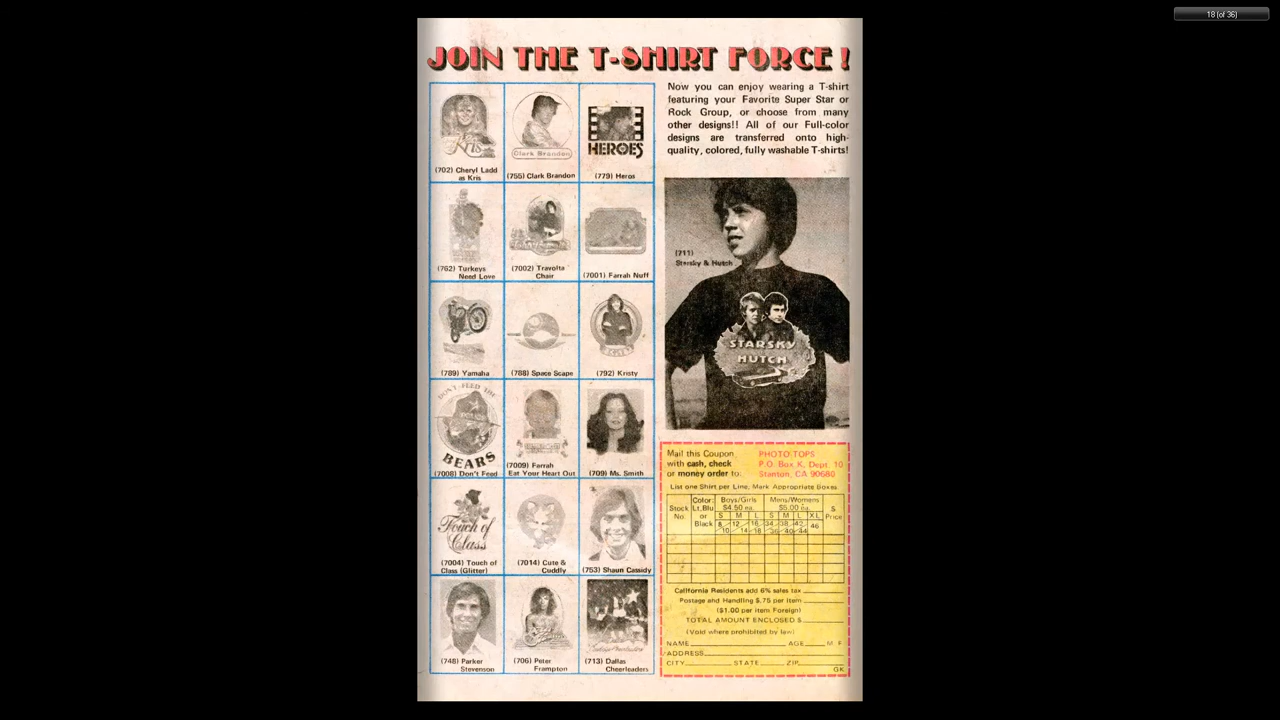 18 (of 36)
JOIN THE T-SHIRT FORCE!
Now you can enjoy wearing a T-shirt
featuring your Favorite Super Star or
Rock Group, or choose from many
other designs!! All of our Full-color
designs are transferred onto high-
quality, colored, fully washable T-shirts!
Kris
(702) Cheryl Ladd
as Kris
Clark Brandon
(755) Clark Brandon
HEROES
(779) Heros
(762) Turkeys
Need Love
(7002) Travolta
Chair
(7001) Farrah Nuff
(789) Yamaha
(788) Space Scape
(792) Kristy
DON'T FEED THE
BEARS
(7008) Don't Feed
(7009) Farrah
Eat Your Heart Out
(709) Ms. Smith
Touch of
Class
(7004) Touch of
Class (Glitter)
(7014) Cute &
Cuddly
(753) Shaun Cassidy
(748) Parker
Stevenson
(706) Peter
Frampton
(713) Dallas
Cheerleaders
(711)
Starsky & Hutch
STARSKY
HUTCH
Mail this Coupon
with cash, check
or money order to:
PHOTO TOPS
P.O. Box K, Dept. 10
Stanton, CA 90680
List one Shirt per Line, Mark Appropriate Boxes.
Stock No.
Color: Lt. Blu or Black
Boys/Girls $4.50 ea.
Mens/Womens $5.00 ea.
$ Price
S M L S M L XL
8/10 12/14 16/18 34/36 38/40 42/44 46
California Residents add 6% sales tax
Postage and Handling $.75 per item
($1.00 per item Foreign)
TOTAL AMOUNT ENCLOSED $
(Void where prohibited by law)
NAME AGE M F
ADDRESS
CITY STATE ZIP
GK